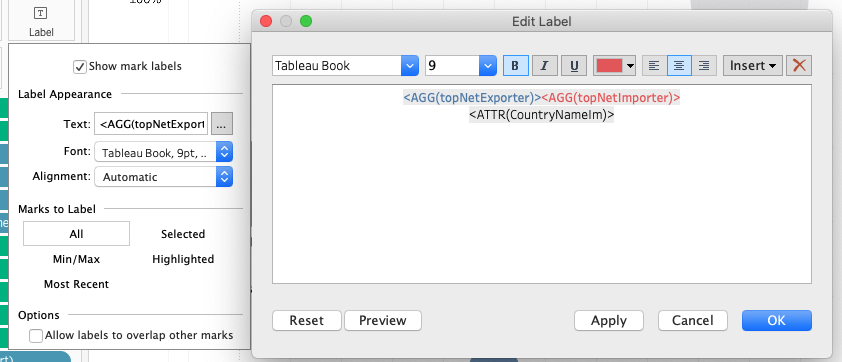 ±80%
Label
Show mark labels
Label Appearance
Text: <AGG(topNetExport ...
Font: Tableau Book, 9pt, ..
Alignment: Automatic
Marks to Label
All Selected
Min/Max Highlighted
Most Recent
Options
Allow labels to overlap other marks
Edit Label
Tableau Book 9 B I U Insert
<AGG(topNetExporter)><AGG(topNetImporter)>
<ATTR(CountryNameIm)>
Reset Preview Apply Cancel OK